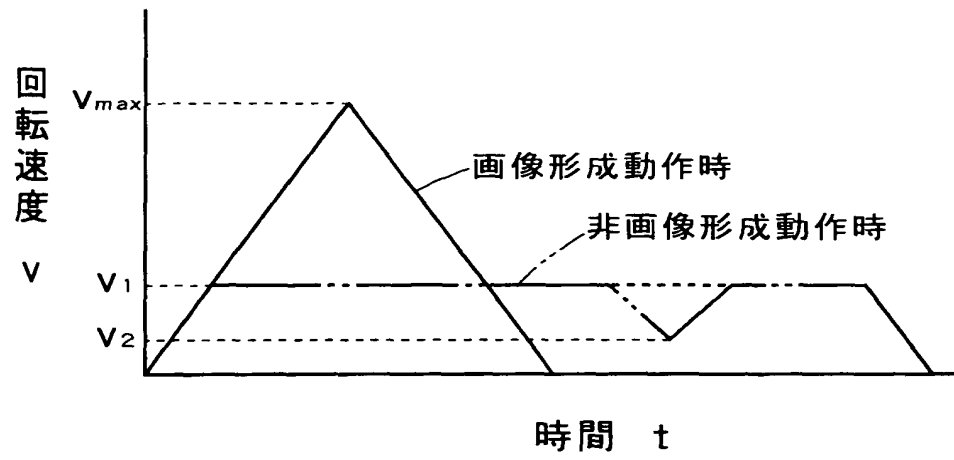 回転速度 V
Vmax
画像形成動作時
非画像形成動作時
V1
V2
時間 t